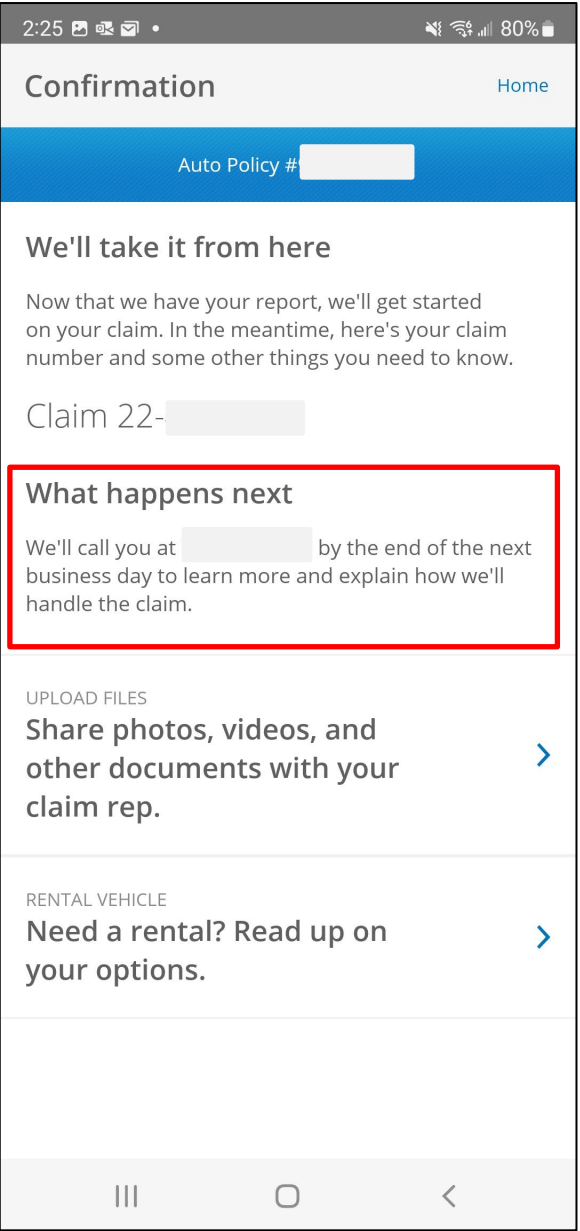 2:25 80%
Confirmation Home
Auto Policy #
We'll take it from here
Now that we have your report, we'll get started
on your claim. In the meantime, here's your claim
number and some other things you need to know.
Claim 22-
What happens next
We'll call you at by the end of the next
business day to learn more and explain how we'll
handle the claim.
UPLOAD FILES
Share photos, videos, and
other documents with your
claim rep.
RENTAL VEHICLE
Need a rental? Read up on
your options.